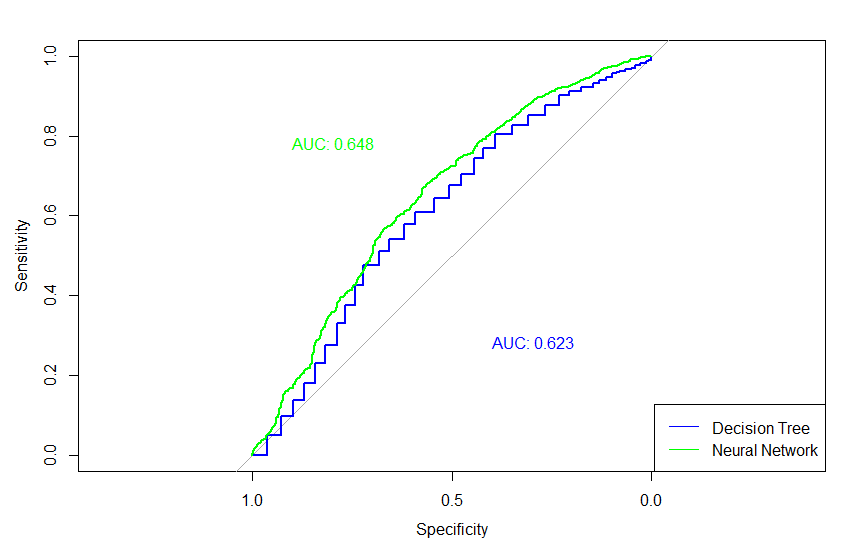 1.0
0.8
0.6
0.4
0.2
0.0
Sensitivity
AUC: 0.648
AUC: 0.623
Decision Tree
Neural Network
1.0 0.5 0.0
Specificity